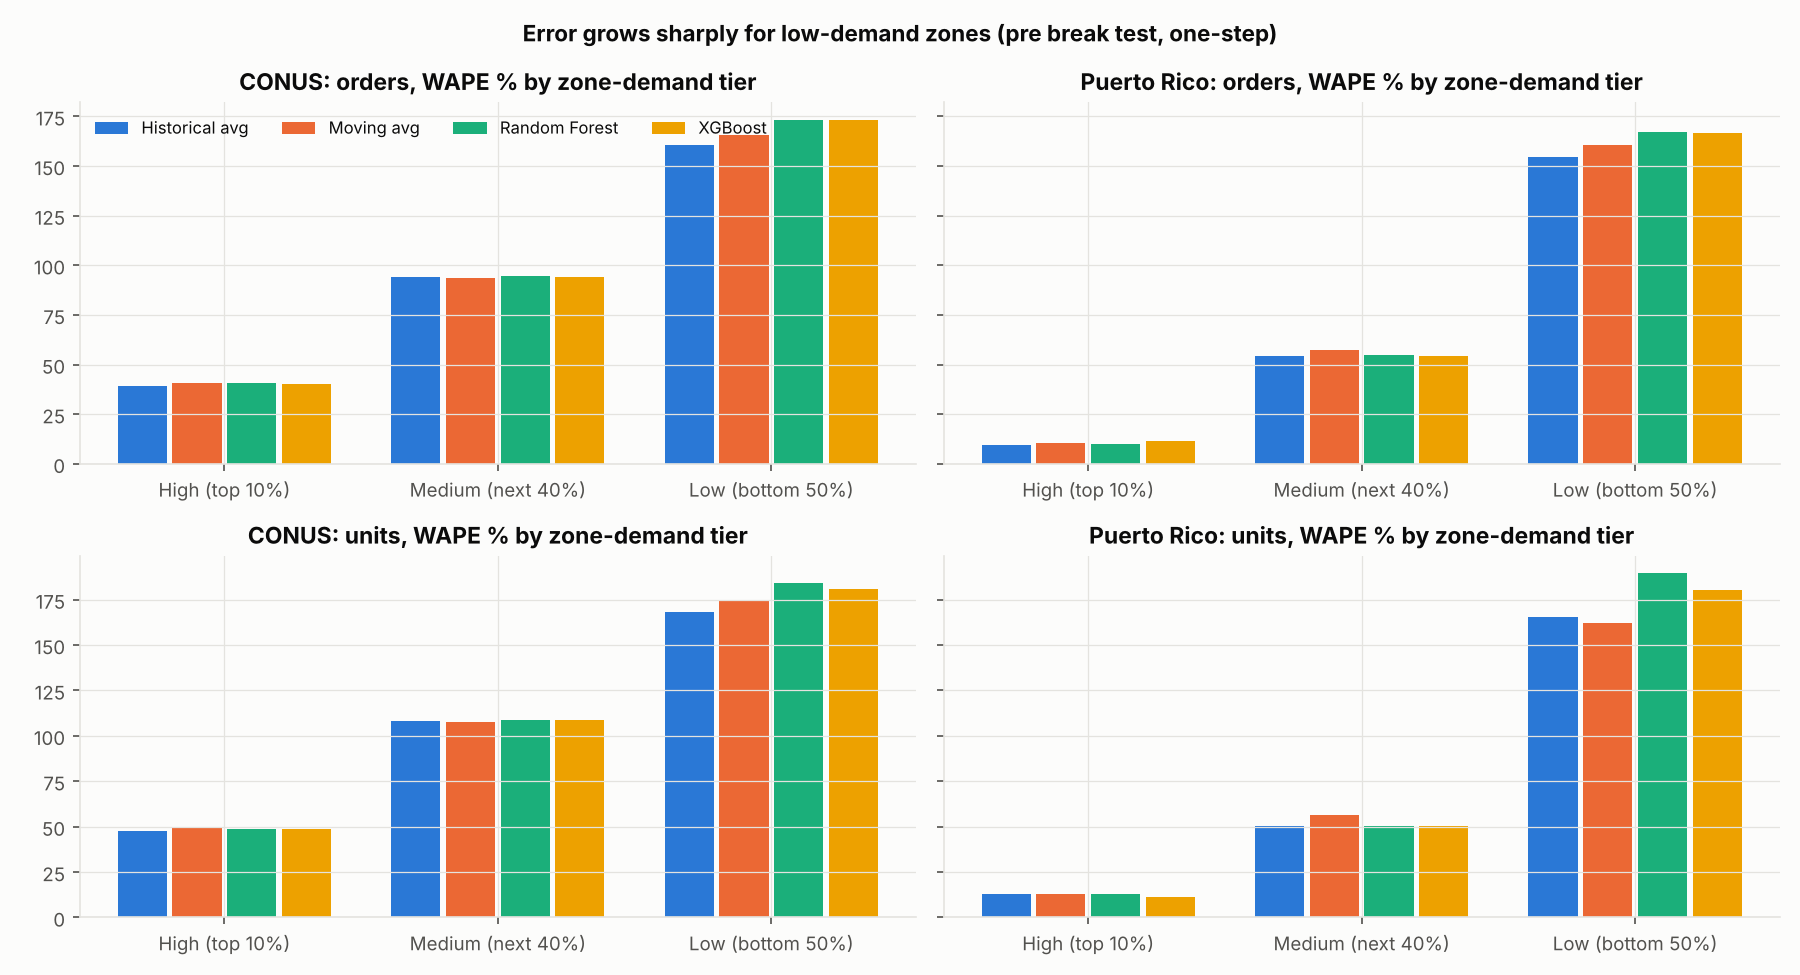 Error grows sharply for low-demand zones (pre break test, one-step)
CONUS: orders, WAPE % by zone-demand tier
Historical avg Moving avg Random Forest XGBoost
175
150
125
100
75
50
25
0
High (top 10%) Medium (next 40%) Low (bottom 50%)
Puerto Rico: orders, WAPE % by zone-demand tier
High (top 10%) Medium (next 40%) Low (bottom 50%)
CONUS: units, WAPE % by zone-demand tier
175
150
125
100
75
50
25
0
High (top 10%) Medium (next 40%) Low (bottom 50%)
Puerto Rico: units, WAPE % by zone-demand tier
High (top 10%) Medium (next 40%) Low (bottom 50%)